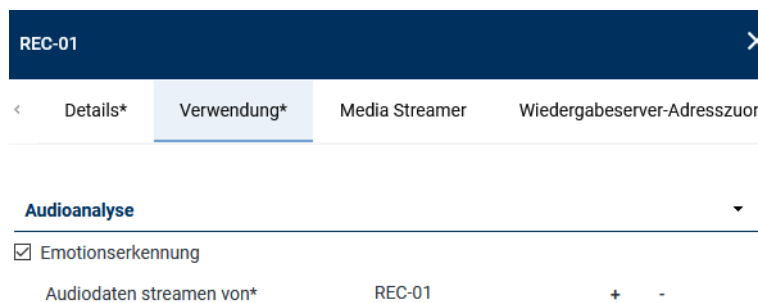 REC-01
Details* Verwendung* Media Streamer Wiedergabeserver-Adresszuor
Audioanalyse
Emotionserkennung
Audiodaten streamen von* REC-01 + -